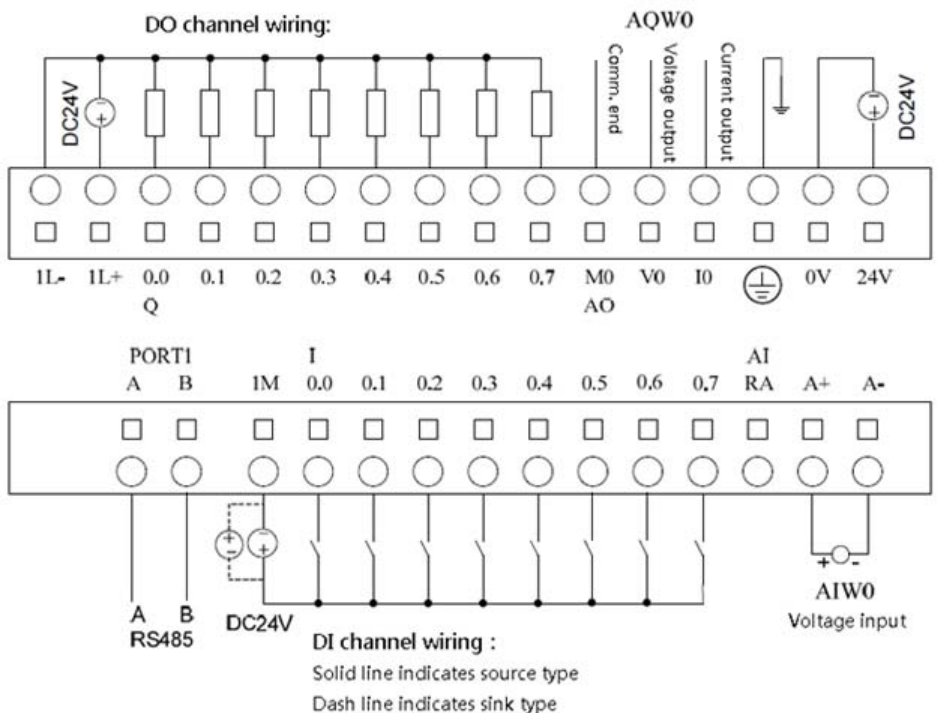 DO channel wiring:
AQW0
DC24V
Comm. end
Voltage output
Current output
DC24V
1L- 1L+ 0.0 0.1 0.2 0.3 0.4 0.5 0.6 0.7 M0 V0 I0 0V 24V
Q AO
PORT1 I AI
A B 1M 0.0 0.1 0.2 0.3 0.4 0.5 0.6 0.7 RA A+ A-
A B
RS485
DC24V
+ -
AIW0
Voltage input
DI channel wiring :
Solid line indicates source type
Dash line indicates sink type